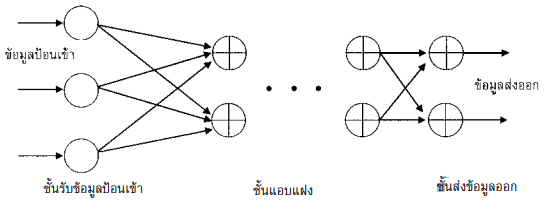 ข้อมูลป้อนเข้า
ข้อมูลส่งออก
ชั้นรับข้อมูลป้อนเข้า
ชั้นแอบแฝง
ชั้นส่งข้อมูลออก